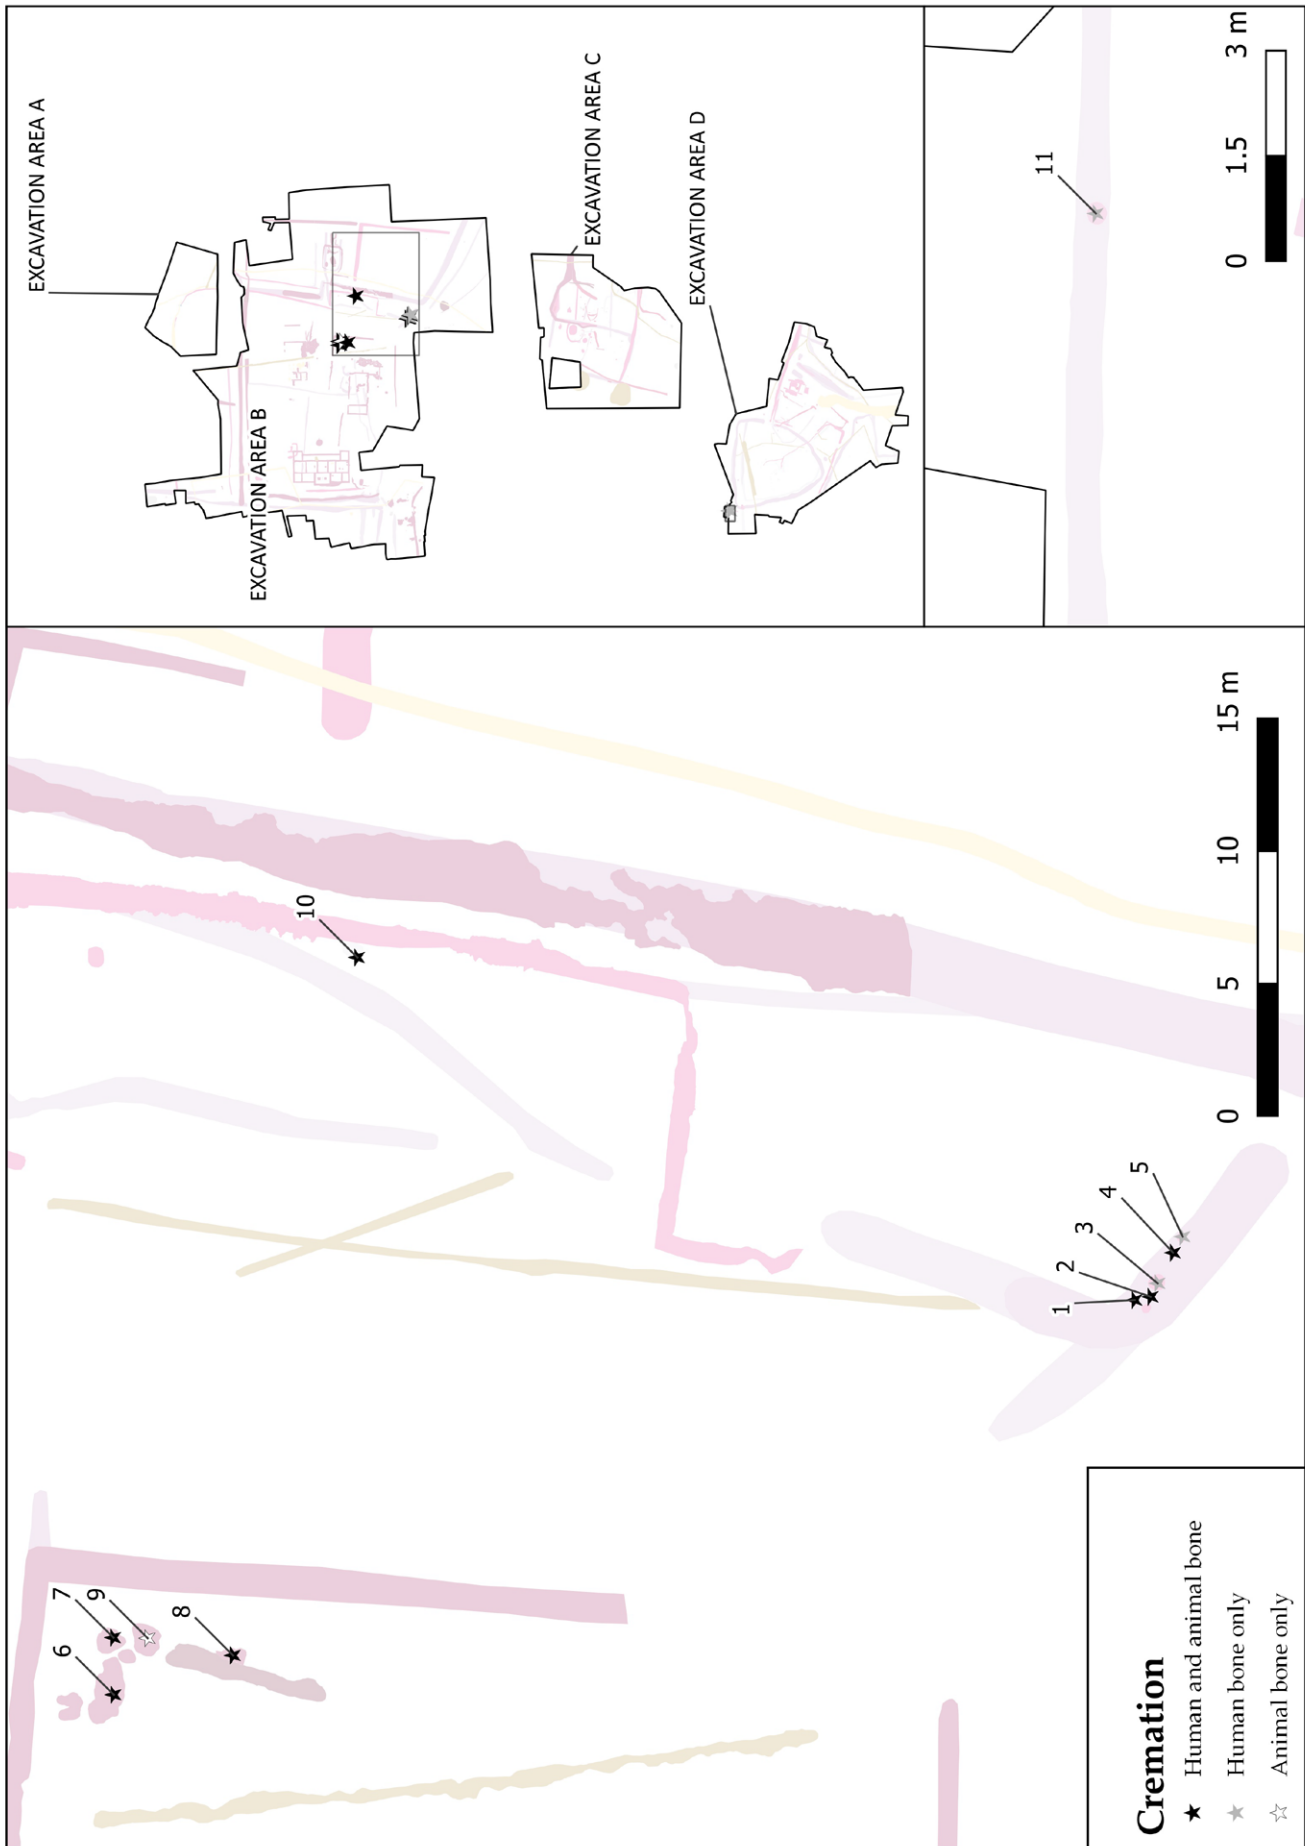 EXCAVATION AREA A
EXCAVATION AREA B
EXCAVATION AREA C
EXCAVATION AREA D
11
0 1.5 3 m
10
6
7
9
8
1
2
3
4
5
0 5 10 15 m
Cremation
Human and animal bone
Human bone only
Animal bone only